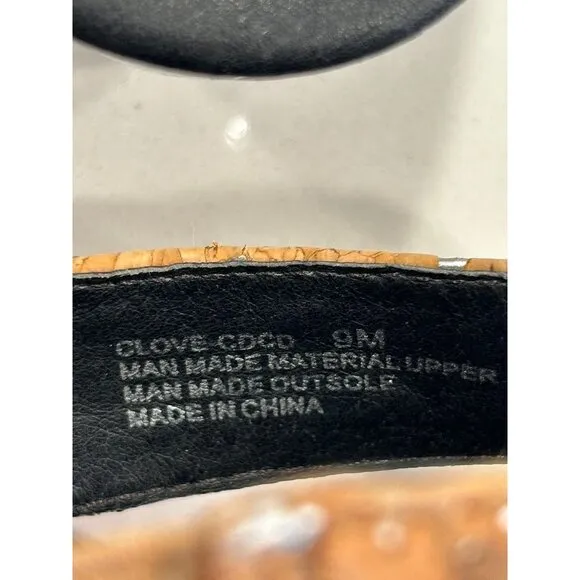 CLOVE-CDCD 9M
MAN MADE MATERIAL UPPER
MAN MADE OUTSOLE
MADE IN CHINA